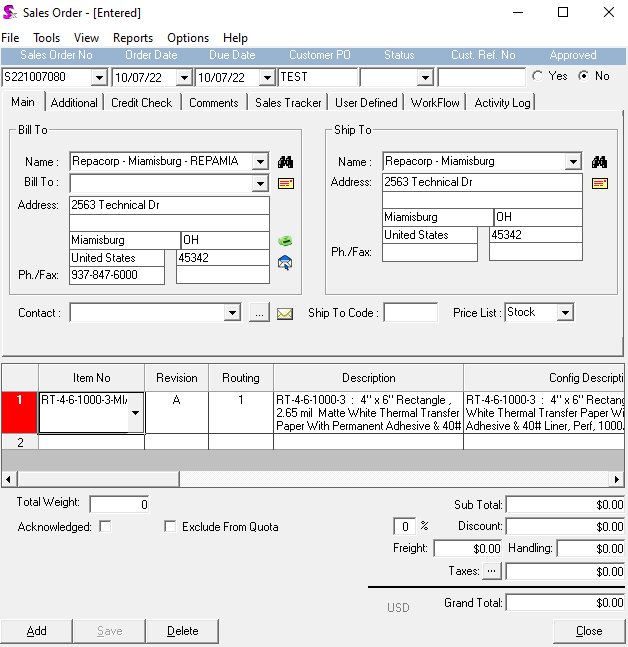 Sales Order - [Entered]
File Tools View Reports Options Help
Sales Order No Order Date Due Date Customer PO Status Cust. Ref. No Approved
S221007080 10/07/22 10/07/22 TEST Yes No
Main Additional Credit Check Comments Sales Tracker User Defined WorkFlow Activity Log
Bill To Ship To
Name : Repacorp - Miamisburg - REPAMIA Name : Repacorp - Miamisburg
Bill To : Address: 2563 Technical Dr
Address: 2563 Technical Dr
Miamisburg OH Miamisburg OH
United States 45342 United States 45342
Ph./Fax: 937-847-6000 Ph./Fax:
Contact : ... Ship To Code : Price List : Stock
Item No Revision Routing Description Config Descripti
1 RT-4-6-1000-3-MIA A 1 RT-4-6-1000-3 : 4" x 6" Rectangle , RT-4-6-1000-3 : 4" x 6" Rectang
2.65 mil Matte White Thermal Transfer White Thermal Transfer Paper Wi
Paper With Permanent Adhesive & 40# Adhesive & 40# Liner, Perf, 1000
2
Total Weight: 0 Sub Total: $0.00
Acknowledged: Exclude From Quota 0 % Discount: $0.00
Freight: $0.00 Handling: $0.00
Taxes: ... $0.00
USD Grand Total: $0.00
Add Save Delete Close